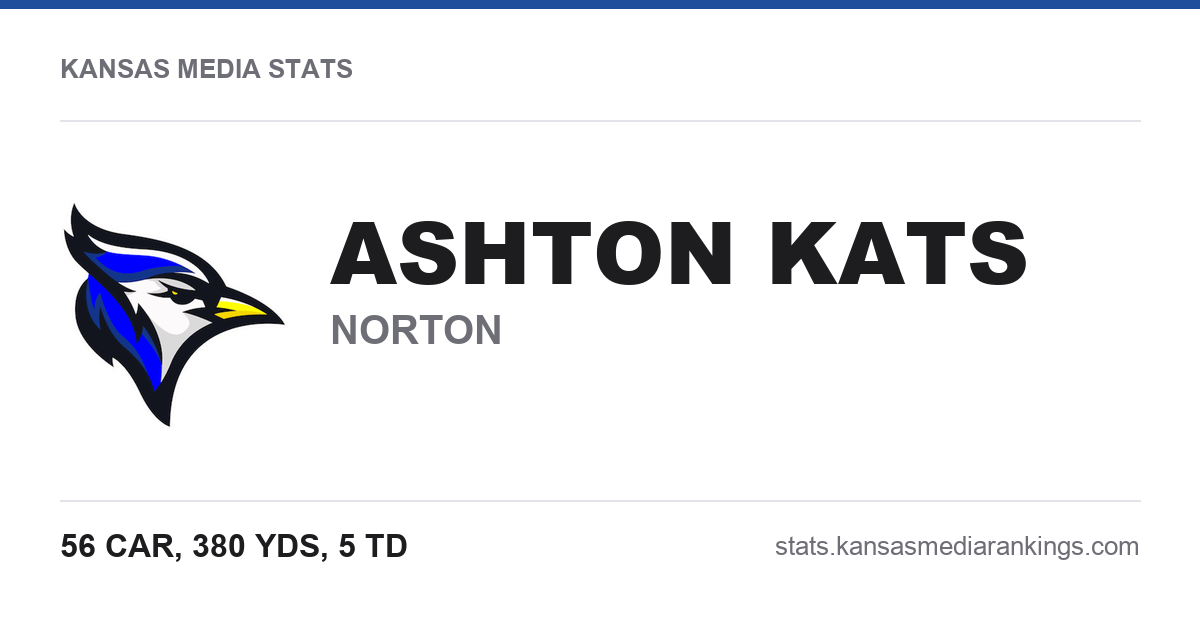 KANSAS MEDIA STATS
ASHTON KATS
NORTON
56 CAR, 380 YDS, 5 TD
stats.kansasmediarankings.com